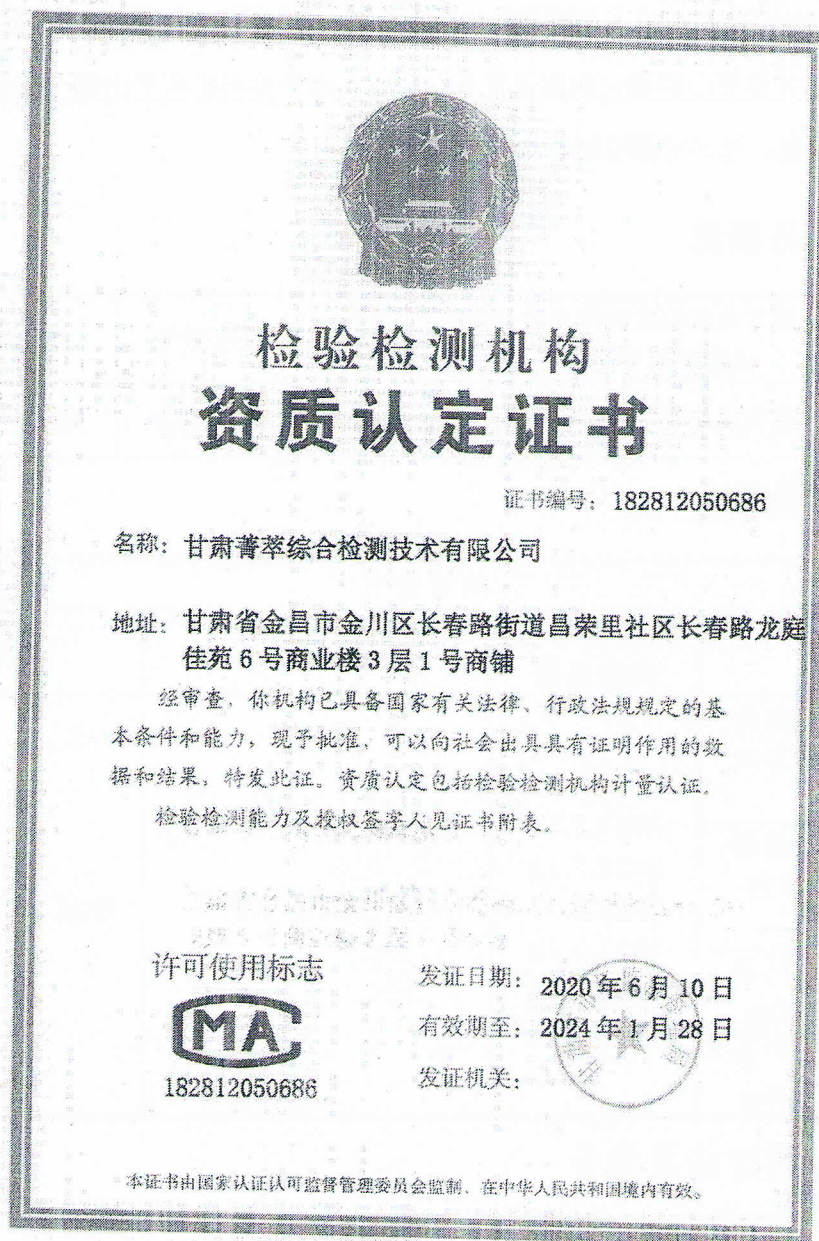 检验检测机构
资质认定证书
证书编号：182812050686
名称：甘肃菁萃综合检测技术有限公司
地址：甘肃省金昌市金川区长春路街道昌荣里社区长春路龙庭
佳苑6号商业楼3层1号商铺
经审查，你机构已具备国家有关法律、行政法规规定的基
本条件和能力，现予批准，可以向社会出具具有证明作用的数
据和结果，特发此证。资质认定包括检验检测机构计量认证。
检验检测能力及授权签字人见证书附表。
许可使用标志
MA
182812050686
发证日期：2020年6月10日
有效期至：2024年1月28日
发证机关：
本证书由国家认证认可监督管理委员会监制，在中华人民共和国境内有效。